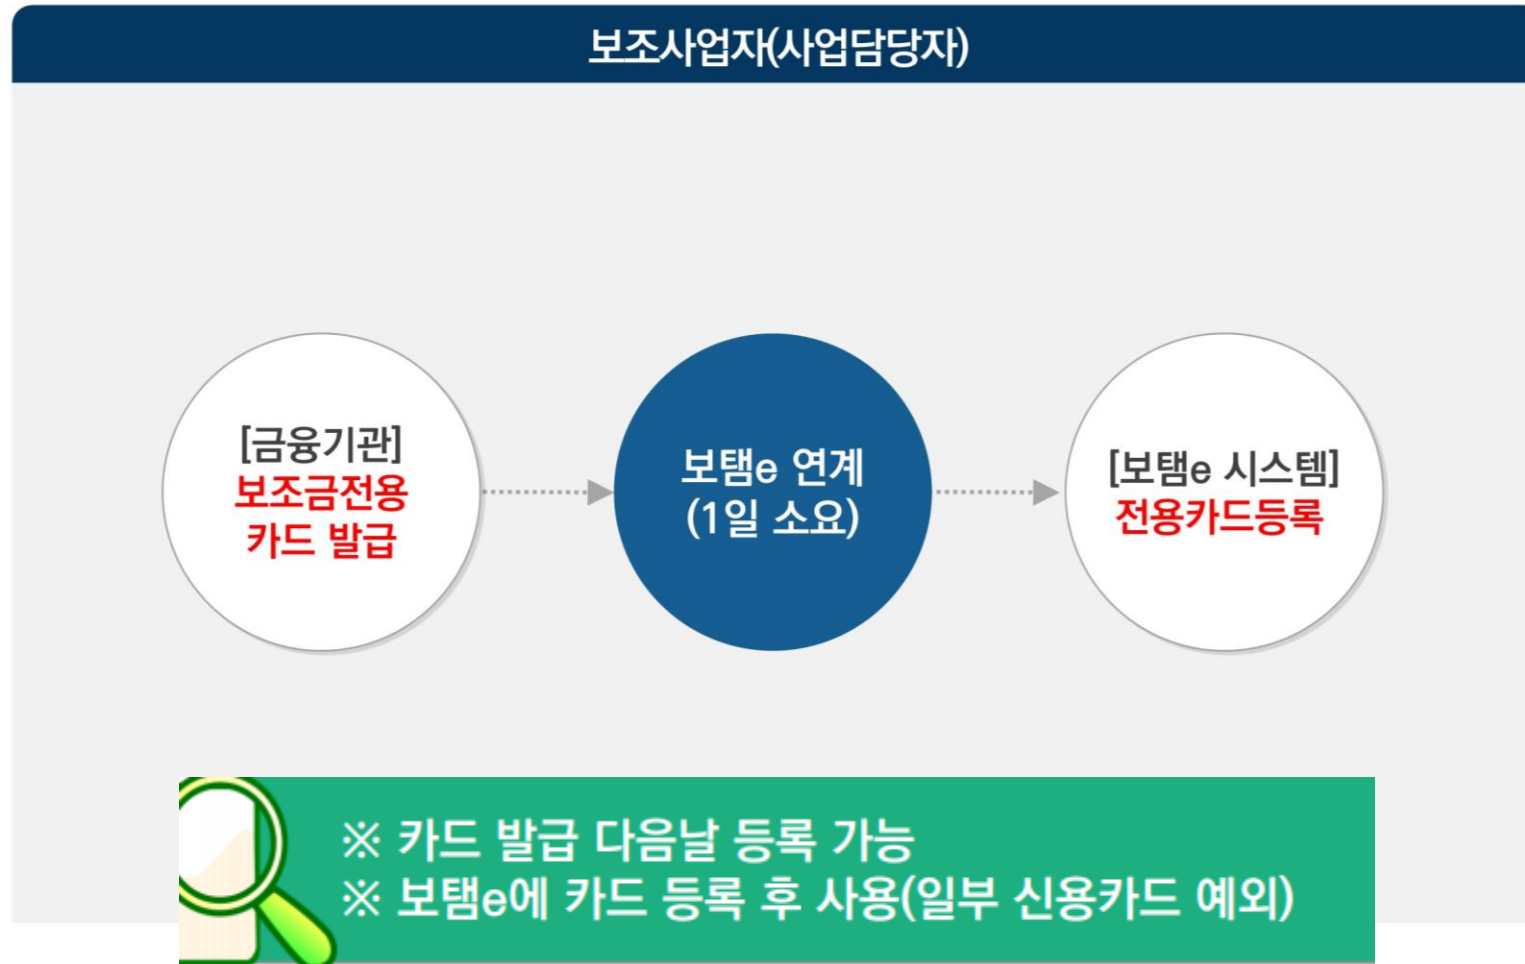 보조사업자(사업담당자)
[금융기관]
보조금전용
카드 발급
보탬e 연계
(1일 소요)
[보탬e 시스템]
전용카드등록
※ 카드 발급 다음날 등록 가능
※ 보탬e에 카드 등록 후 사용(일부 신용카드 예외)